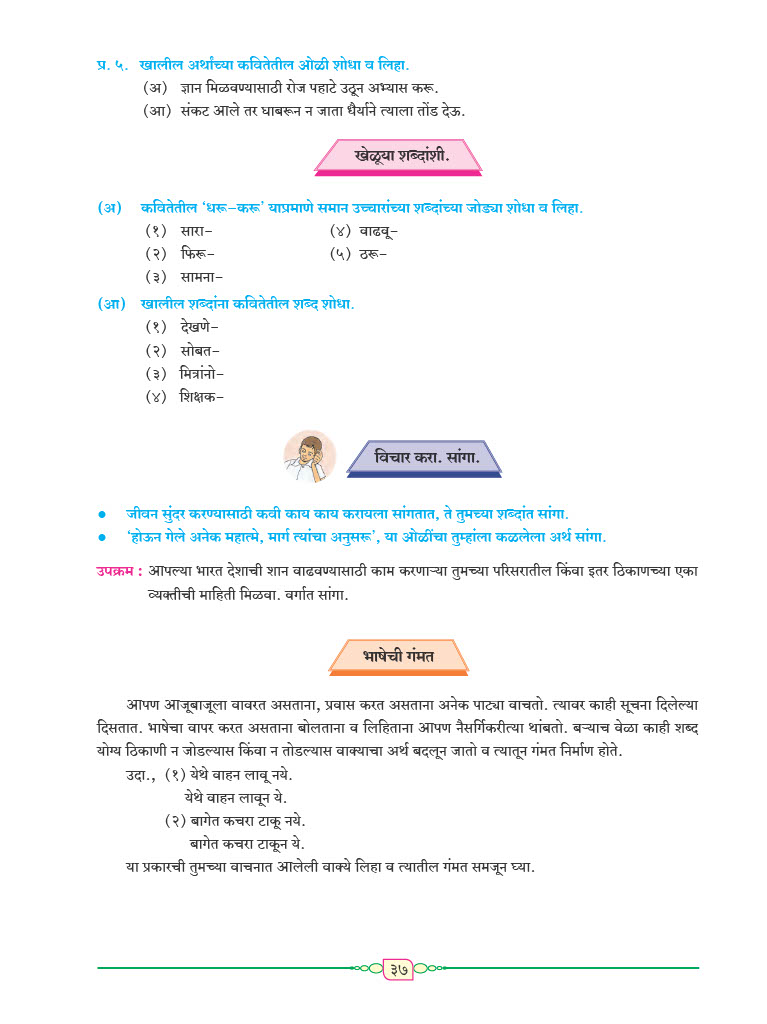 प्र. ५. खालील अर्थांच्या कवितेतील ओळी शोधा व लिहा.
(अ) ज्ञान मिळवण्यासाठी रोज पहाटे उठून अभ्यास करू.
(आ) संकट आले तर घाबरून न जाता धैर्याने त्याला तोंड देऊ.
खेळूया शब्दांशी.
(अ) कवितेतील ‘धरू-करू’ याप्रमाणे समान उच्चारांच्या शब्दांच्या जोड्या शोधा व लिहा.
(१) सारा- (४) वाढवू-
(२) फिरू- (५) ठरू-
(३) सामना-
(आ) खालील शब्दांना कवितेतील शब्द शोधा.
(१) देखणे-
(२) सोबत-
(३) मित्रांनो-
(४) शिक्षक-
विचार करा. सांगा.
• जीवन सुंदर करण्यासाठी कवी काय काय करायला सांगतात, ते तुमच्या शब्दांत सांगा.
• ‘होऊन गेले अनेक महात्मे, मार्ग त्यांचा अनुसरू’, या ओळींचा तुम्हांला कळलेला अर्थ सांगा.
उपक्रम : आपल्या भारत देशाची शान वाढवण्यासाठी काम करणाऱ्या तुमच्या परिसरातील किंवा इतर ठिकाणच्या एका
व्यक्तीची माहिती मिळवा. वर्गात सांगा.
भाषेची गंमत
आपण आजूबाजूला वावरत असताना, प्रवास करत असताना अनेक पाट्या वाचतो. त्यावर काही सूचना दिलेल्या
दिसतात. भाषेचा वापर करत असताना बोलताना व लिहिताना आपण नैसर्गिकरीत्या थांबतो. बऱ्याच वेळा काही शब्द
योग्य ठिकाणी न जोडल्यास किंवा न तोडल्यास वाक्याचा अर्थ बदलून जातो व त्यातून गंमत निर्माण होते.
उदा., (१) येथे वाहन लावू नये.
येथे वाहन लावून ये.
(२) बागेत कचरा टाकू नये.
बागेत कचरा टाकून ये.
या प्रकारची तुमच्या वाचनात आलेली वाक्ये लिहा व त्यातील गंमत समजून घ्या.
३७